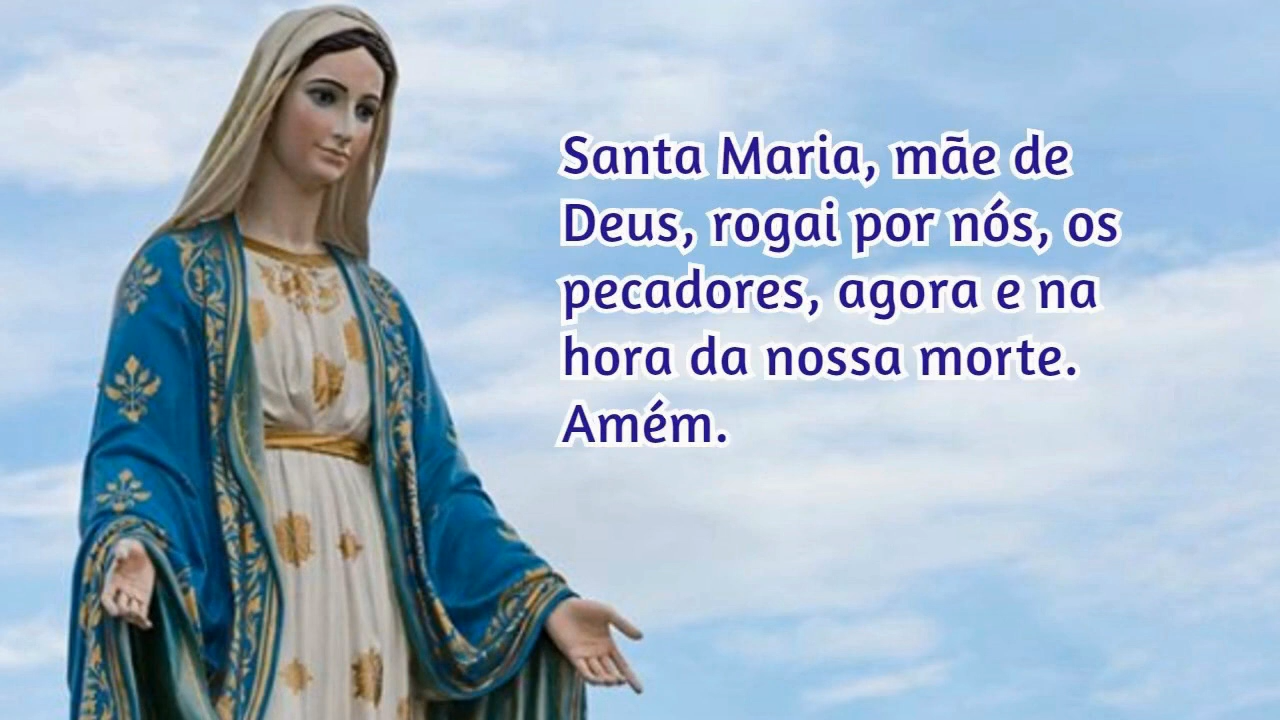 Santa Maria, mãe de
Deus, rogai por nós, os
pecadores, agora e na
hora da nossa morte.
Amém.